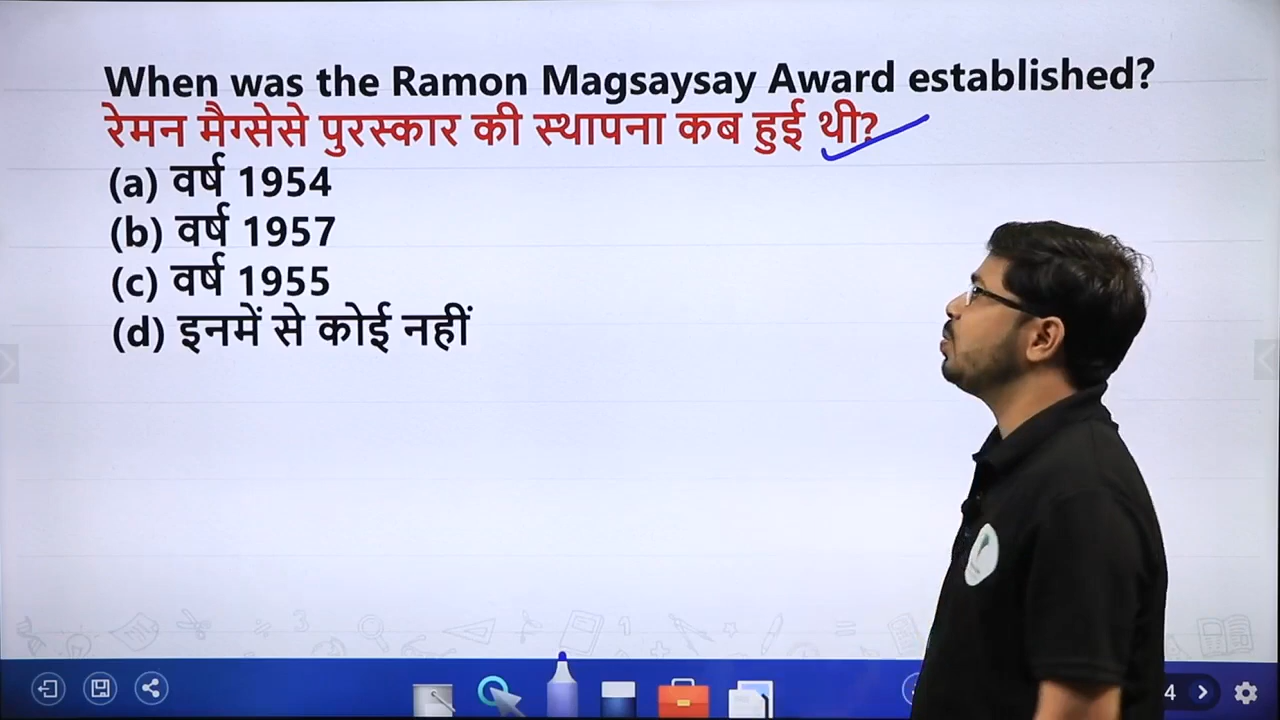 When was the Ramon Magsaysay Award established?
रेमन मैग्सेसे पुरस्कार की स्थापना कब हुई थी?
(a) वर्ष 1954
(b) वर्ष 1957
(c) वर्ष 1955
(d) इनमें से कोई नहीं
4